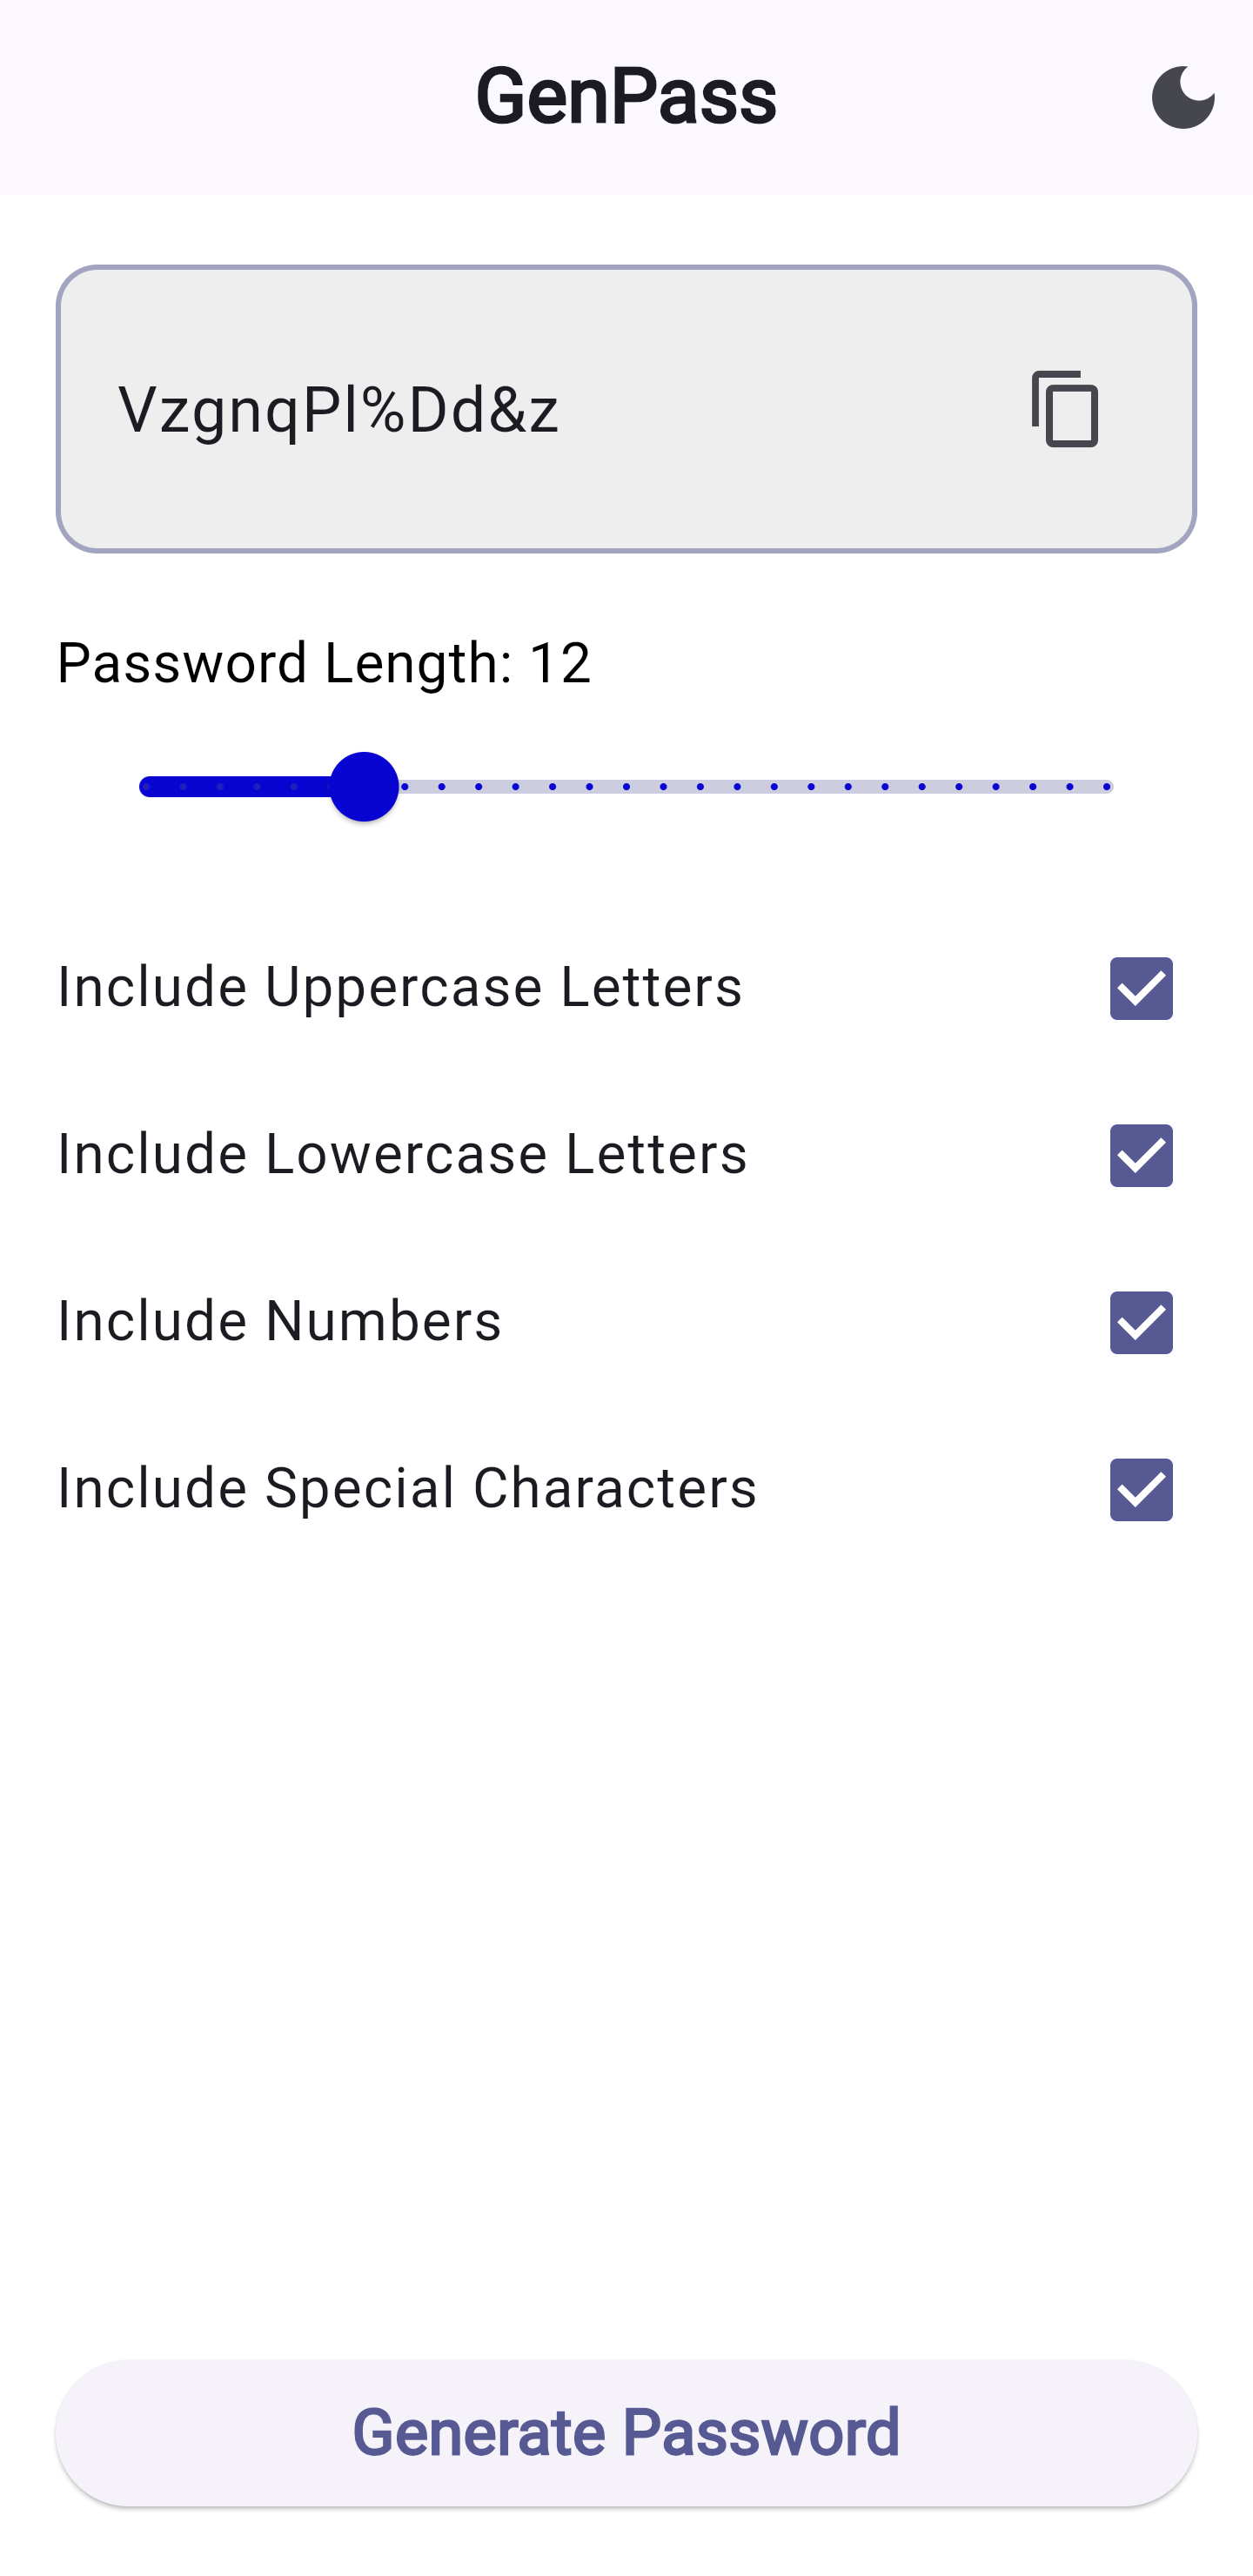 GenPass
VzgnqPl%Dd&z
Password Length: 12
Include Uppercase Letters
Include Lowercase Letters
Include Numbers
Include Special Characters
Generate Password